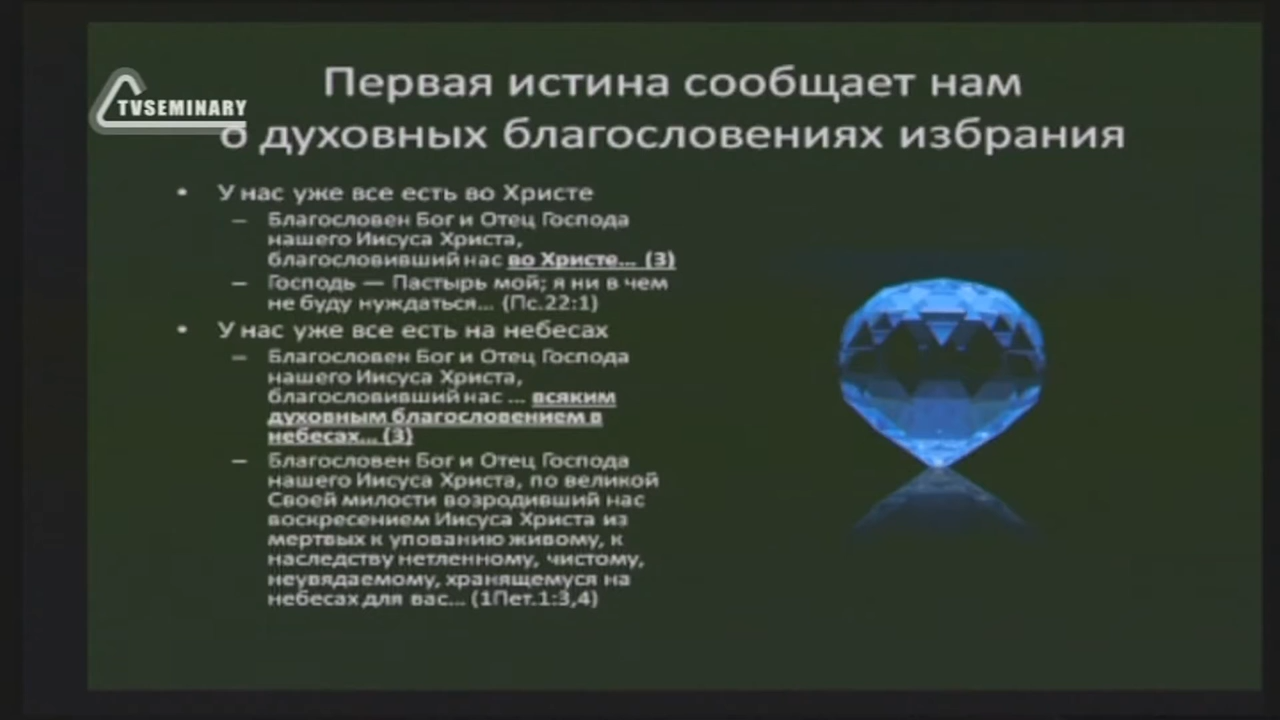 Первая истина сообщает нам
TVSEMINARY
о духовных благословениях избрания
• У нас уже все есть во Христе
– Благословен Бог и Отец Господа
нашего Иисуса Христа,
благословивший нас во Христе... (3)
– Господь — Пастырь мой; я ни в чем
не буду нуждаться... (Пс.22:1)
• У нас уже все есть на небесах
– Благословен Бог и Отец Господа
нашего Иисуса Христа,
благословивший нас ... всяким
духовным благословением в
небесах... (3)
– Благословен Бог и Отец Господа
нашего Иисуса Христа, по великой
Своей милости возродивший нас
воскресением Иисуса Христа из
мертвых к упованию живому, к
наследству нетленному, чистому,
неувядаемому, хранящемуся на
небесах для вас... (1Пет.1:3,4)